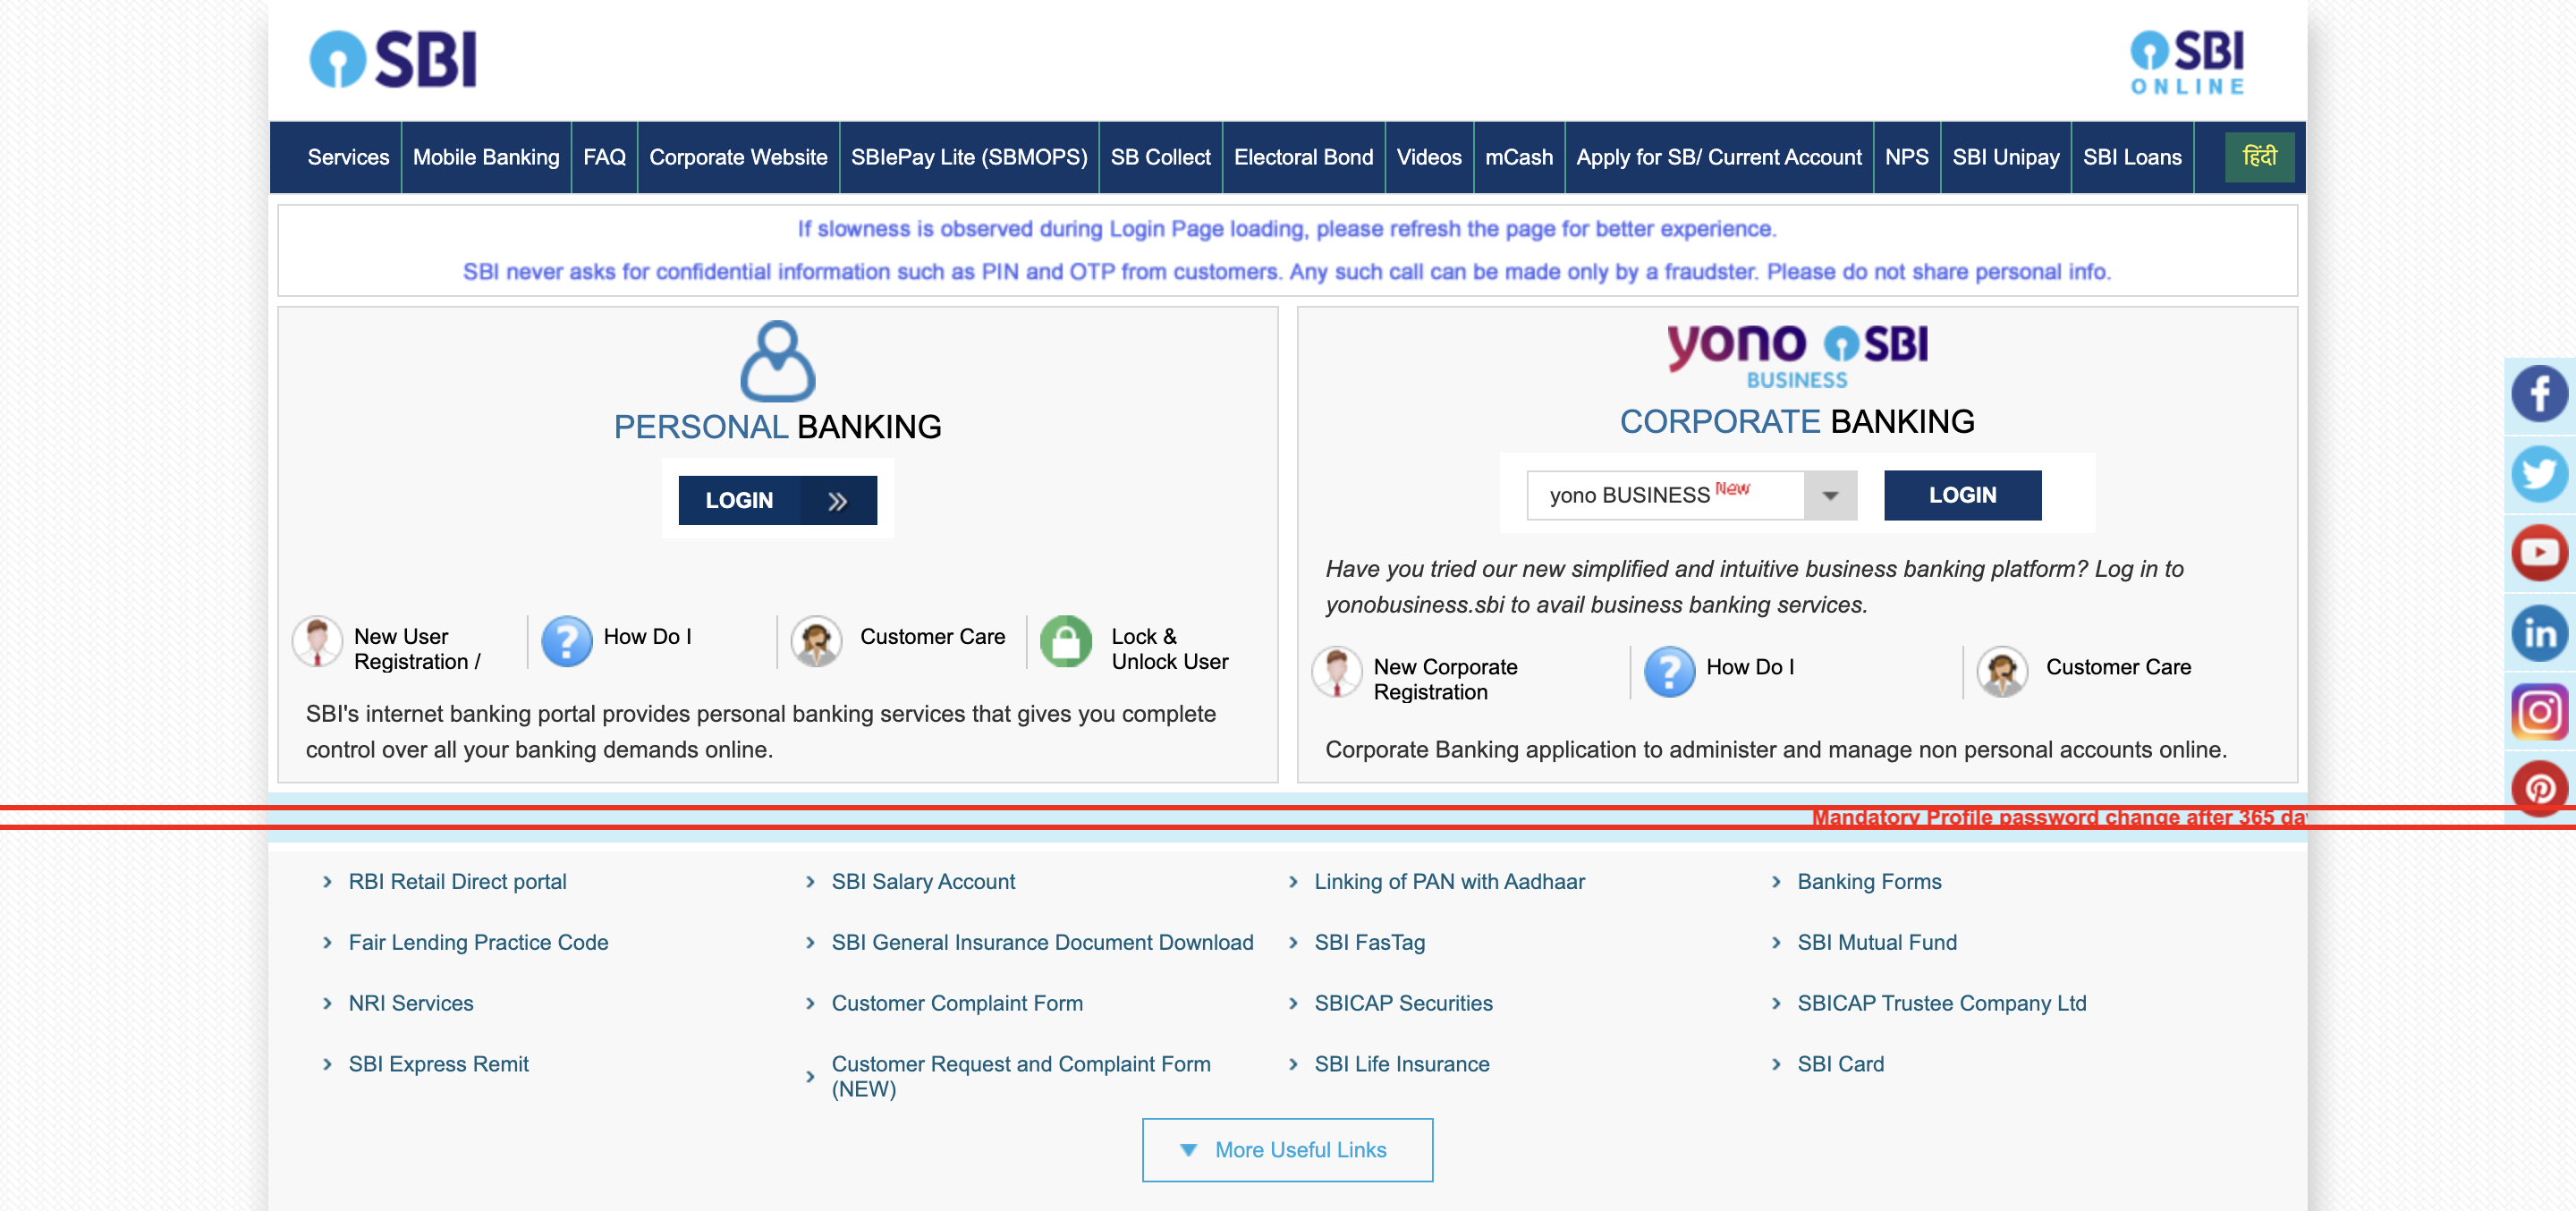 SBI
SBI
ONLINE
Services
Mobile Banking
FAQ
Corporate Website
SBIePay Lite (SBMOPS)
SB Collect
Electoral Bond
Videos
mCash
Apply for SB/ Current Account
NPS
SBI Unipay
SBI Loans
हिंदी
If slowness is observed during Login Page loading, please refresh the page for better experience.
SBI never asks for confidential information such as PIN and OTP from customers. Any such call can be made only by a fraudster. Please do not share personal info.
PERSONAL BANKING
LOGIN
New User
Registration /
How Do I
Customer Care
Lock &
Unlock User
SBI's internet banking portal provides personal banking services that gives you complete
control over all your banking demands online.
yono SBI
BUSINESS
CORPORATE BANKING
yono BUSINESS New
LOGIN
Have you tried our new simplified and intuitive business banking platform? Log in to
yonobusiness.sbi to avail business banking services.
New Corporate
Registration
How Do I
Customer Care
Corporate Banking application to administer and manage non personal accounts online.
Mandatory Profile password change after 365
RBI Retail Direct portal
SBI Salary Account
Linking of PAN with Aadhaar
Banking Forms
Fair Lending Practice Code
SBI General Insurance Document Download
SBI FasTag
SBI Mutual Fund
NRI Services
Customer Complaint Form
SBICAP Securities
SBICAP Trustee Company Ltd
SBI Express Remit
Customer Request and Complaint Form
(NEW)
SBI Life Insurance
SBI Card
More Useful Links